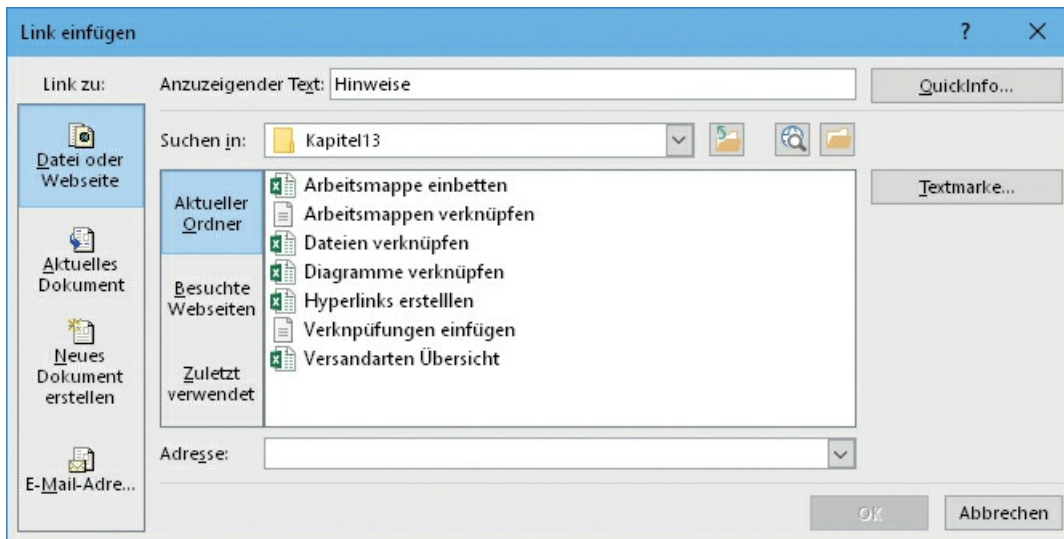 Link einfügen
?
Link zu:
Anzuzeigender Text:
Hinweise
QuickInfo...
Datei oder
Webseite
Suchen in:
Kapitel13
Textmarke...
Aktuelles
Dokument
Neues
Dokument
erstellen
E-Mail-Adre...
Aktueller
Ordner
Besuchte
Webseiten
Zuletzt
verwendet
Arbeitsmappe einbetten
Arbeitsmappen verknüpfen
Dateien verknüpfen
Diagramme verknüpfen
Hyperlinks erstelllen
Verknpüfungen einfügen
Versandarten Übersicht
Adresse:
OK
Abbrechen